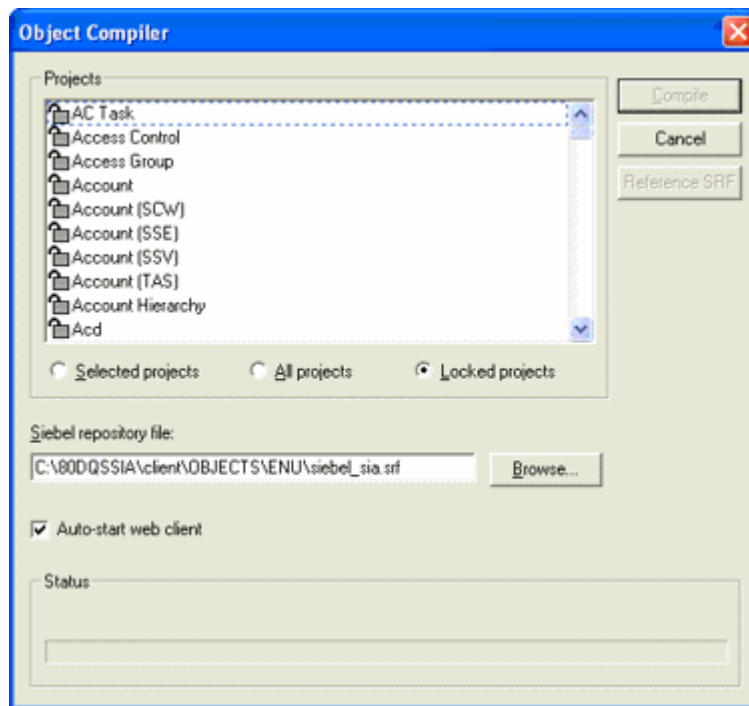 Object Compiler
Projects
AC Task
Access Control
Access Group
Account
Account (SCW)
Account (SSE)
Account (SSV)
Account (TAS)
Account Hierarchy
Acd
Selected projects All projects Locked projects
Compile
Cancel
Reference SRF
Siebel repository file:
C:\80DQSSIA\client\OBJECTS\ENU\siebel_sia.srf Browse...
Auto-start web client
Status